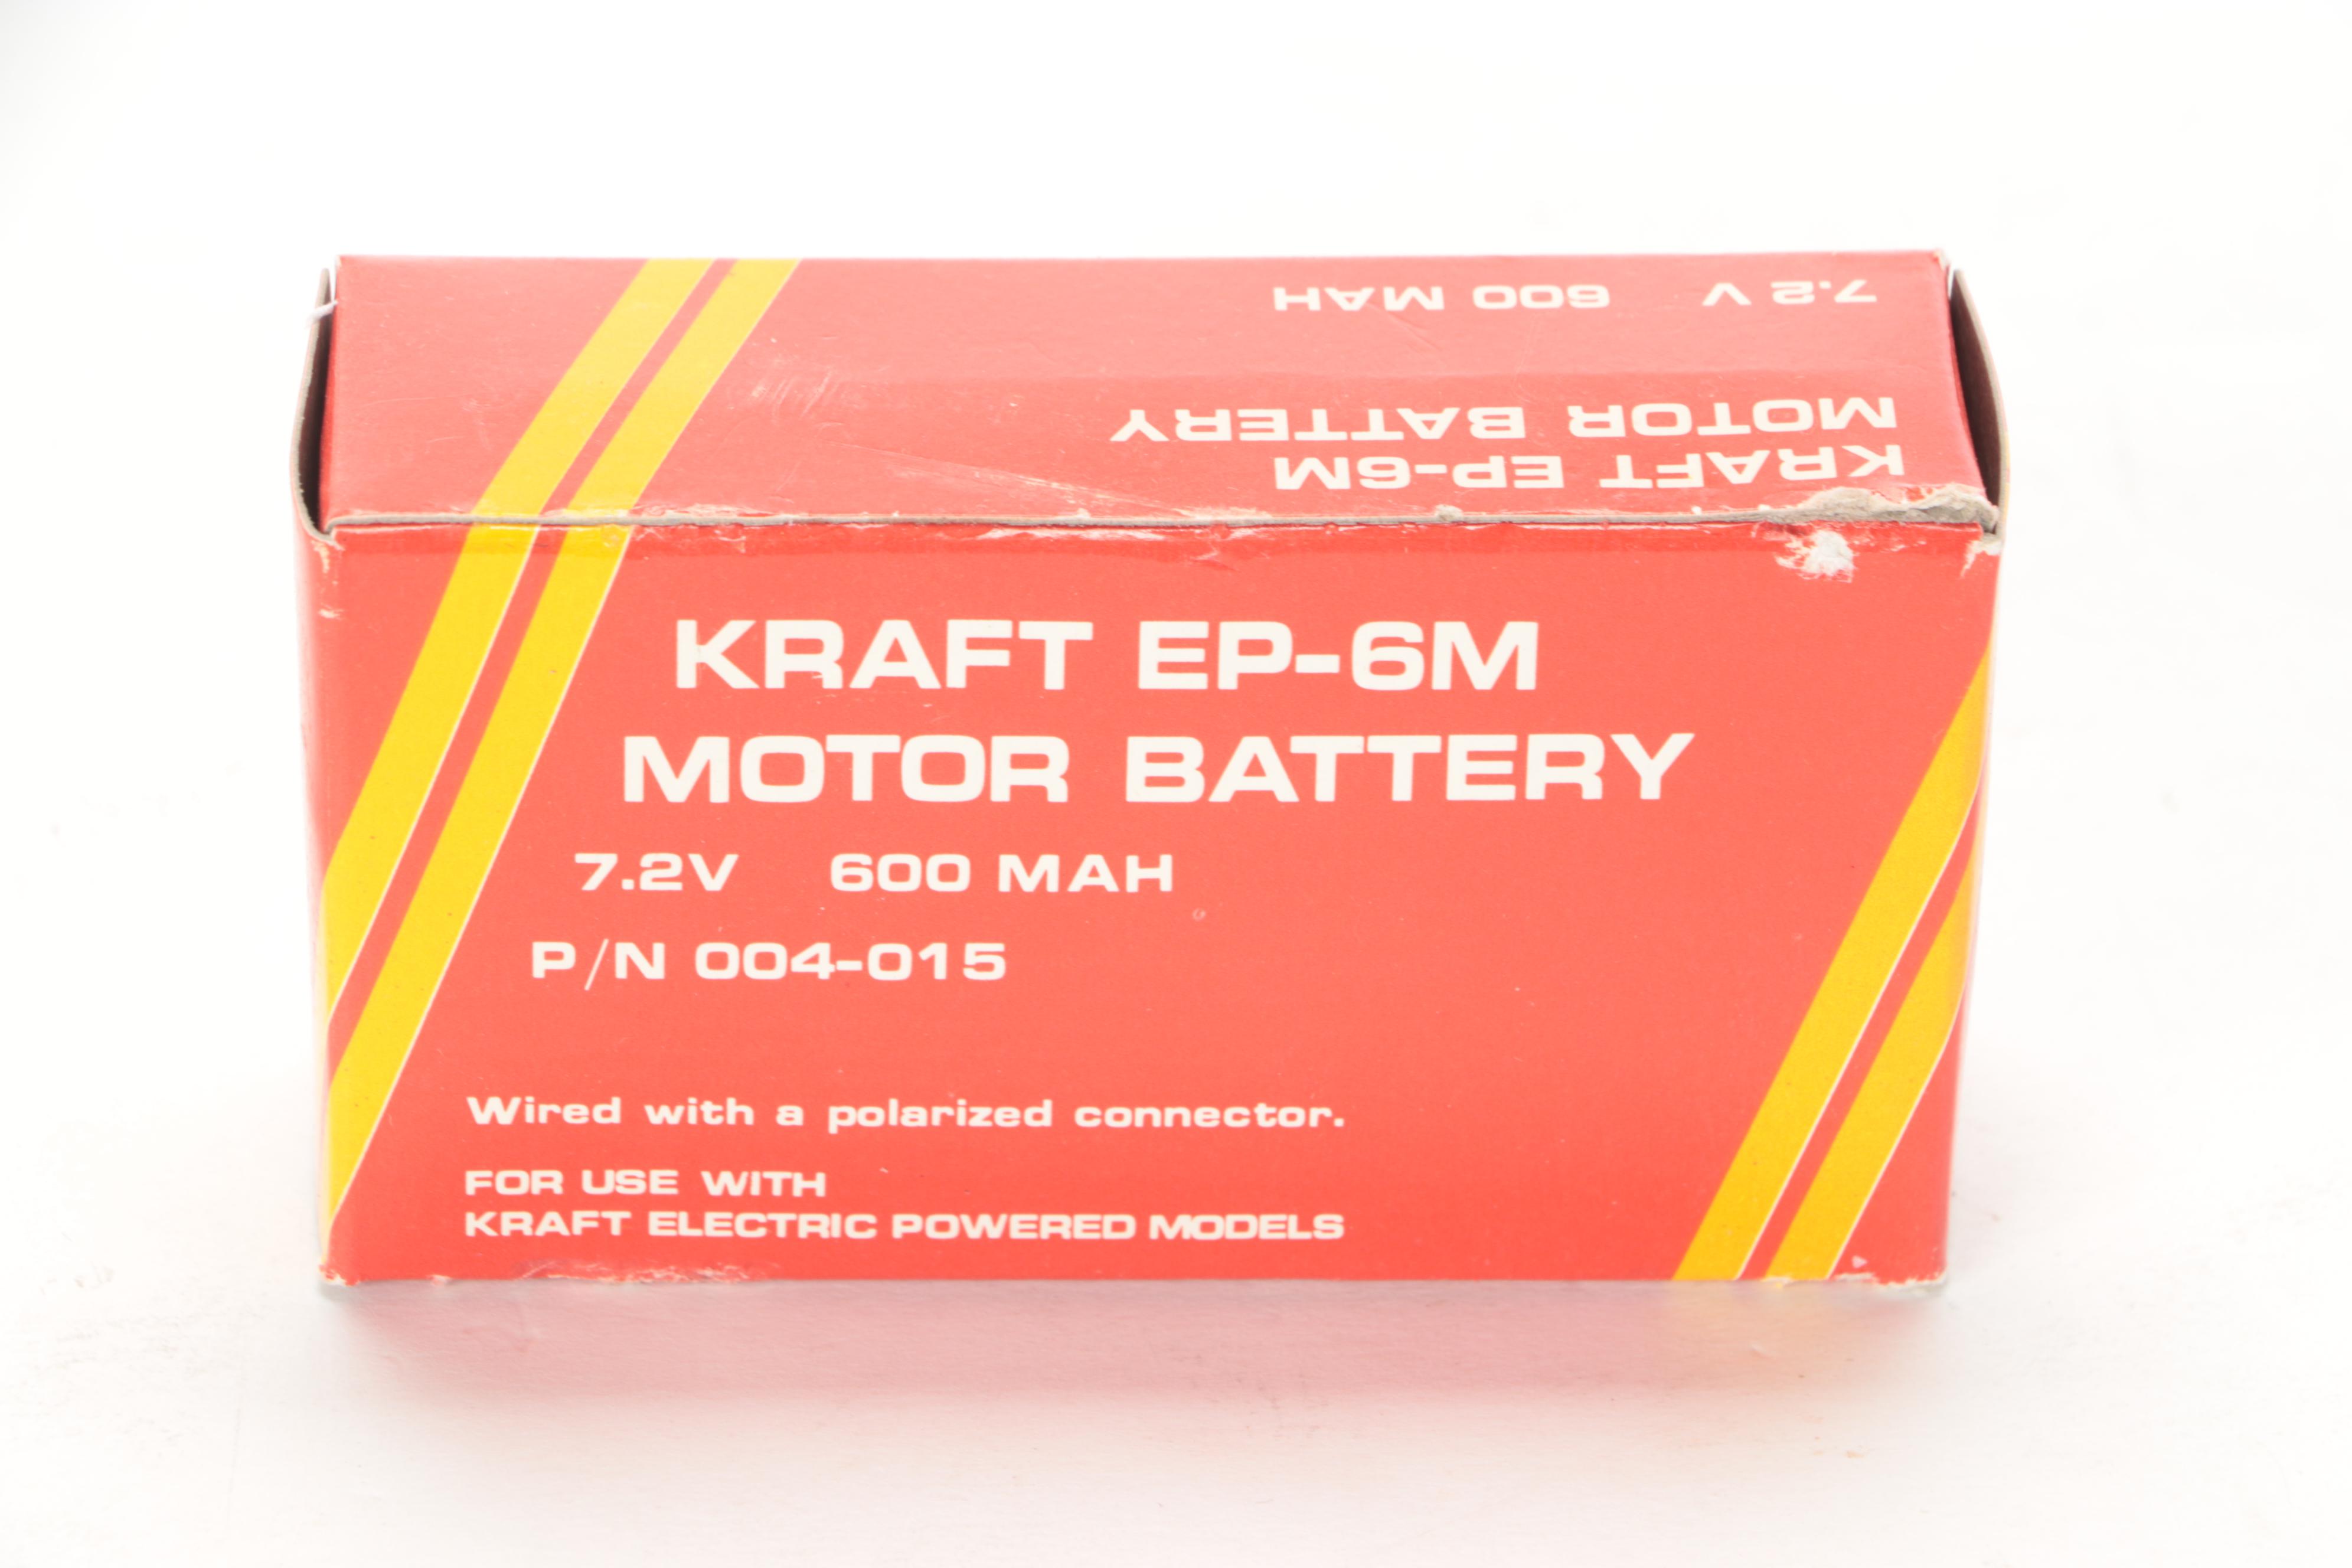 7.2 V 600 MAH
KRAFT EP-6M
MOTOR BATTERY
KRAFT EP-6M
MOTOR BATTERY
7.2V 600 MAH
P/N 004-015
Wired with a polarized connector.
FOR USE WITH
KRAFT ELECTRIC POWERED MODELS